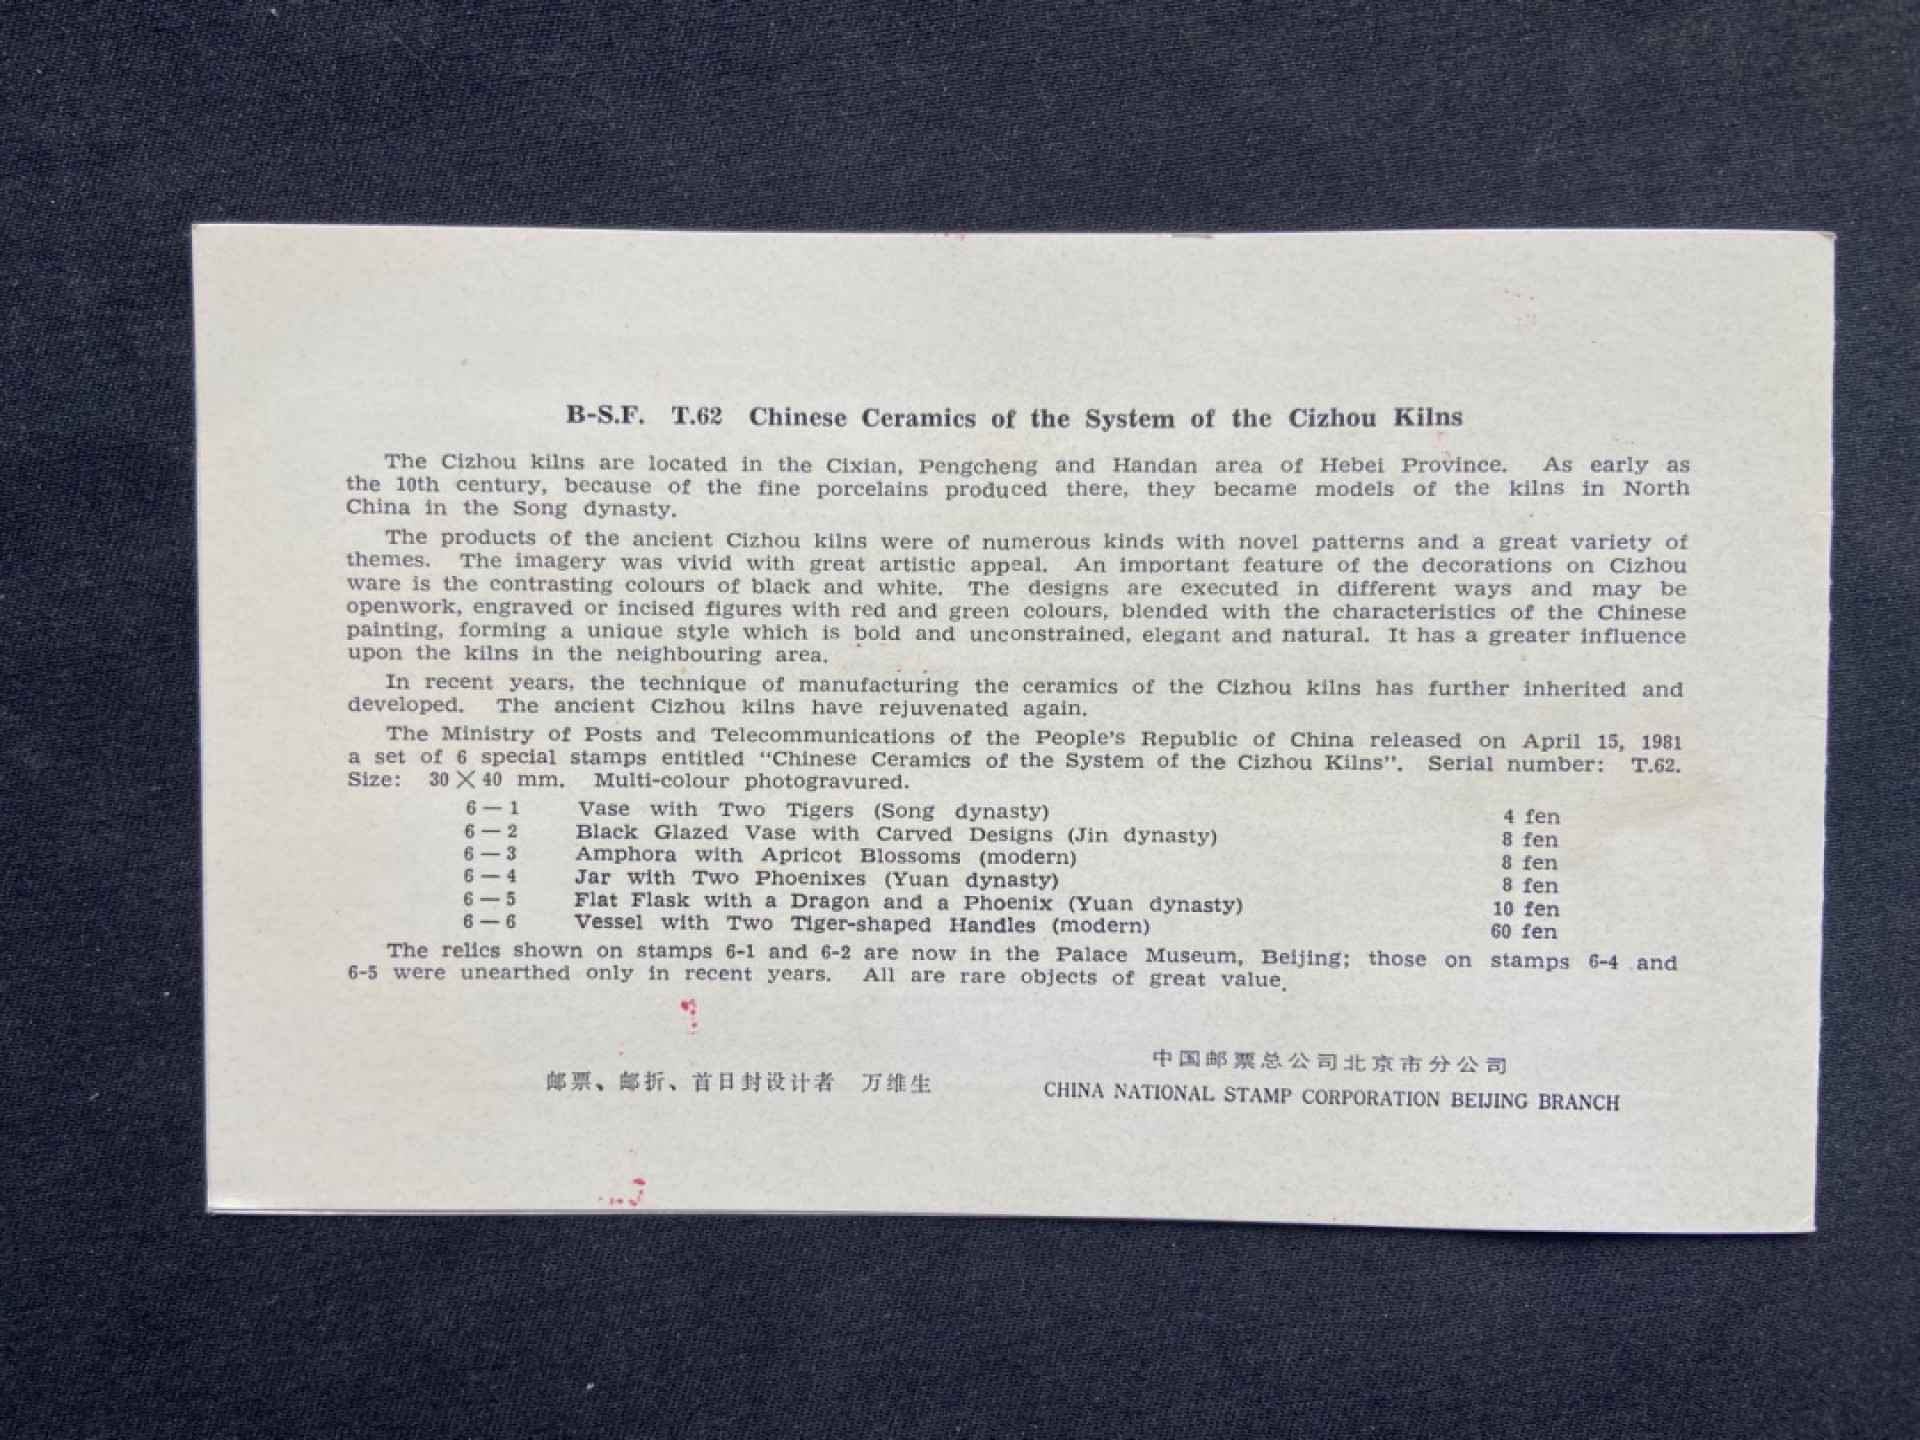 B-S.F. T.62 Chinese Ceramics of the System of the Cizhou Kilns
The Cizhou kilns are located in the Cixian, Pengcheng and Handan area of Hebei Province. As early as
the 10th century, because of the fine porcelains produced there, they became models of the kilns in North
China in the Song dynasty.
The products of the ancient Cizhou kilns were of numerous kinds with novel patterns and a great variety of
themes. The imagery was vivid with great artistic appeal. An important feature of the decorations on Cizhou
ware is the contrasting colours of black and white. The designs are executed in different ways and may be
openwork, engraved or incised figures with red and green colours, blended with the characteristics of the Chinese
painting, forming a unique style which is bold and unconstrained, elegant and natural. It has a greater influence
upon the kilns in the neighbouring area.
In recent years, the technique of manufacturing the ceramics of the Cizhou kilns has further inherited and
developed. The ancient Cizhou kilns have rejuvenated again.
The Ministry of Posts and Telecommunications of the People's Republic of China released on April 15, 1981
a set of 6 special stamps entitled "Chinese Ceramics of the System of the Cizhou Kilns". Serial number: T.62.
Size: 30 × 40 mm. Multi-colour photogravured.
6 — 1 Vase with Two Tigers (Song dynasty) 4 fen
6 — 2 Black Glazed Vase with Carved Designs (Jin dynasty) 8 fen
6 — 3 Amphora with Apricot Blossoms (modern) 8 fen
6 — 4 Jar with Two Phoenixes (Yuan dynasty) 8 fen
6 — 5 Flat Flask with a Dragon and a Phoenix (Yuan dynasty) 10 fen
6 — 6 Vessel with Two Tiger-shaped Handles (modern) 60 fen
The relics shown on stamps 6-1 and 6-2 are now in the Palace Museum, Beijing; those on stamps 6-4 and
6-5 were unearthed only in recent years. All are rare objects of great value.
邮票、邮折、首日封设计者 万维生
中国邮票总公司北京市分公司
CHINA NATIONAL STAMP CORPORATION BEIJING BRANCH